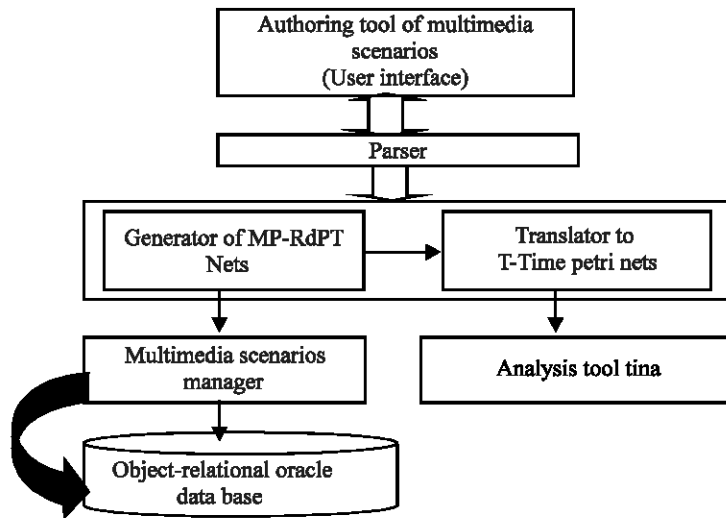 Authoring tool of multimedia
scenarios
(User interface)
Parser
Generator of MP-RdPT
Nets
Translator to
T-Time petri nets
Multimedia scenarios
manager
Analysis tool tina
Object-relational oracle
data base